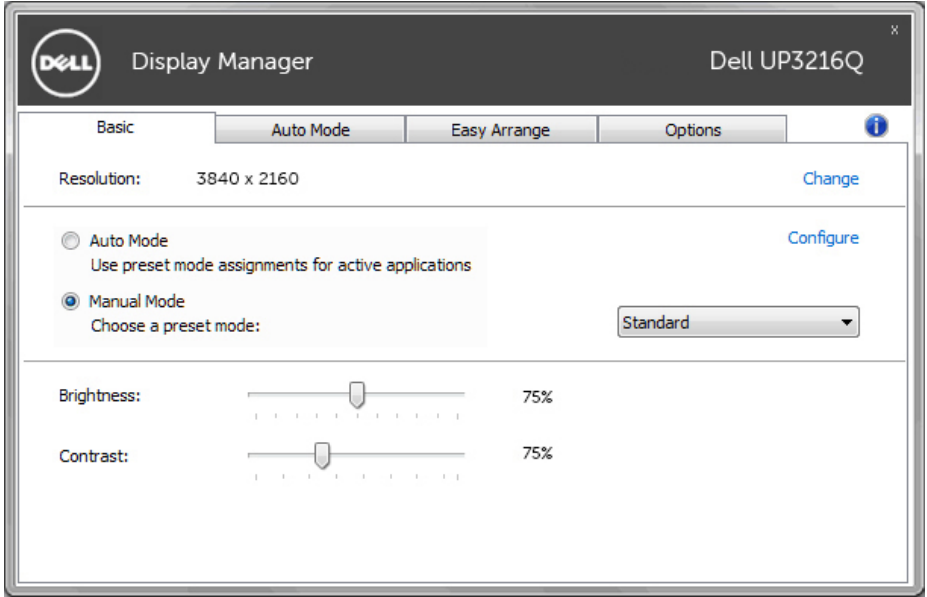 x
DELL Display Manager Dell UP3216Q
Basic Auto Mode Easy Arrange Options i
Resolution: 3840 x 2160 Change
Auto Mode Configure
Use preset mode assignments for active applications
Manual Mode
Choose a preset mode: Standard
Brightness: 75%
Contrast: 75%